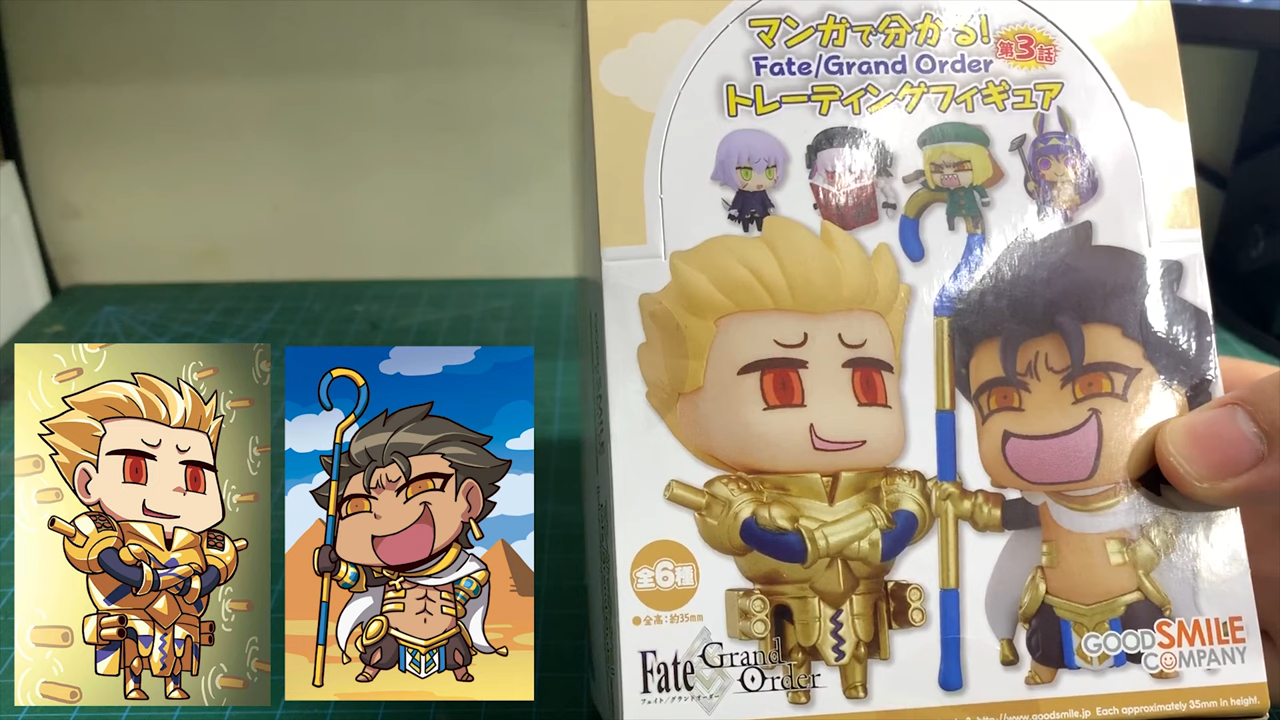 マンガで分かる!
第3話
Fate/Grand Order
トレーディングフィギュア
全6種
●全高:約35mm
Fate Grand Order
フェイト/グランドオーダー
GOOD SMILE
COMPANY
http://www.goodsmile.jp Each approximately 35mm in height.